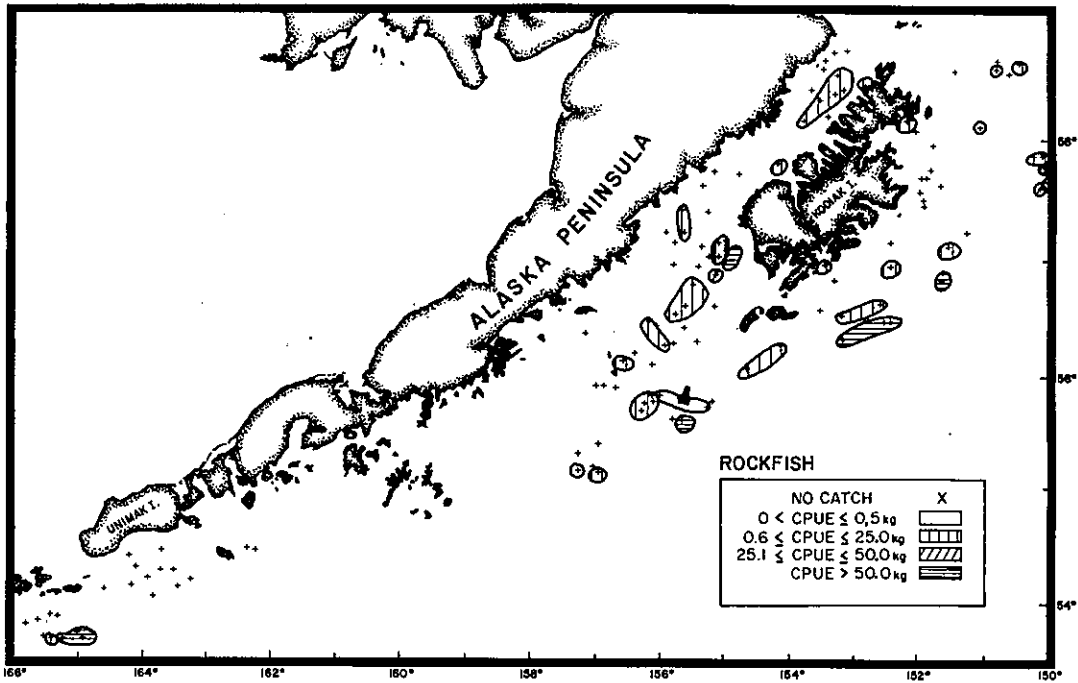 ALASKA PENINSULA
KODIAK I.
UNIMAK I.
58°
56°
54°
ROCKFISH
NO CATCH X
0 < CPUE ≤ 0,5 kg
0.6 ≤ CPUE ≤ 25.0 kg
25.1 ≤ CPUE ≤ 50.0 kg
CPUE > 50.0 kg
166° 164° 162° 160° 158° 156° 154° 152° 150°